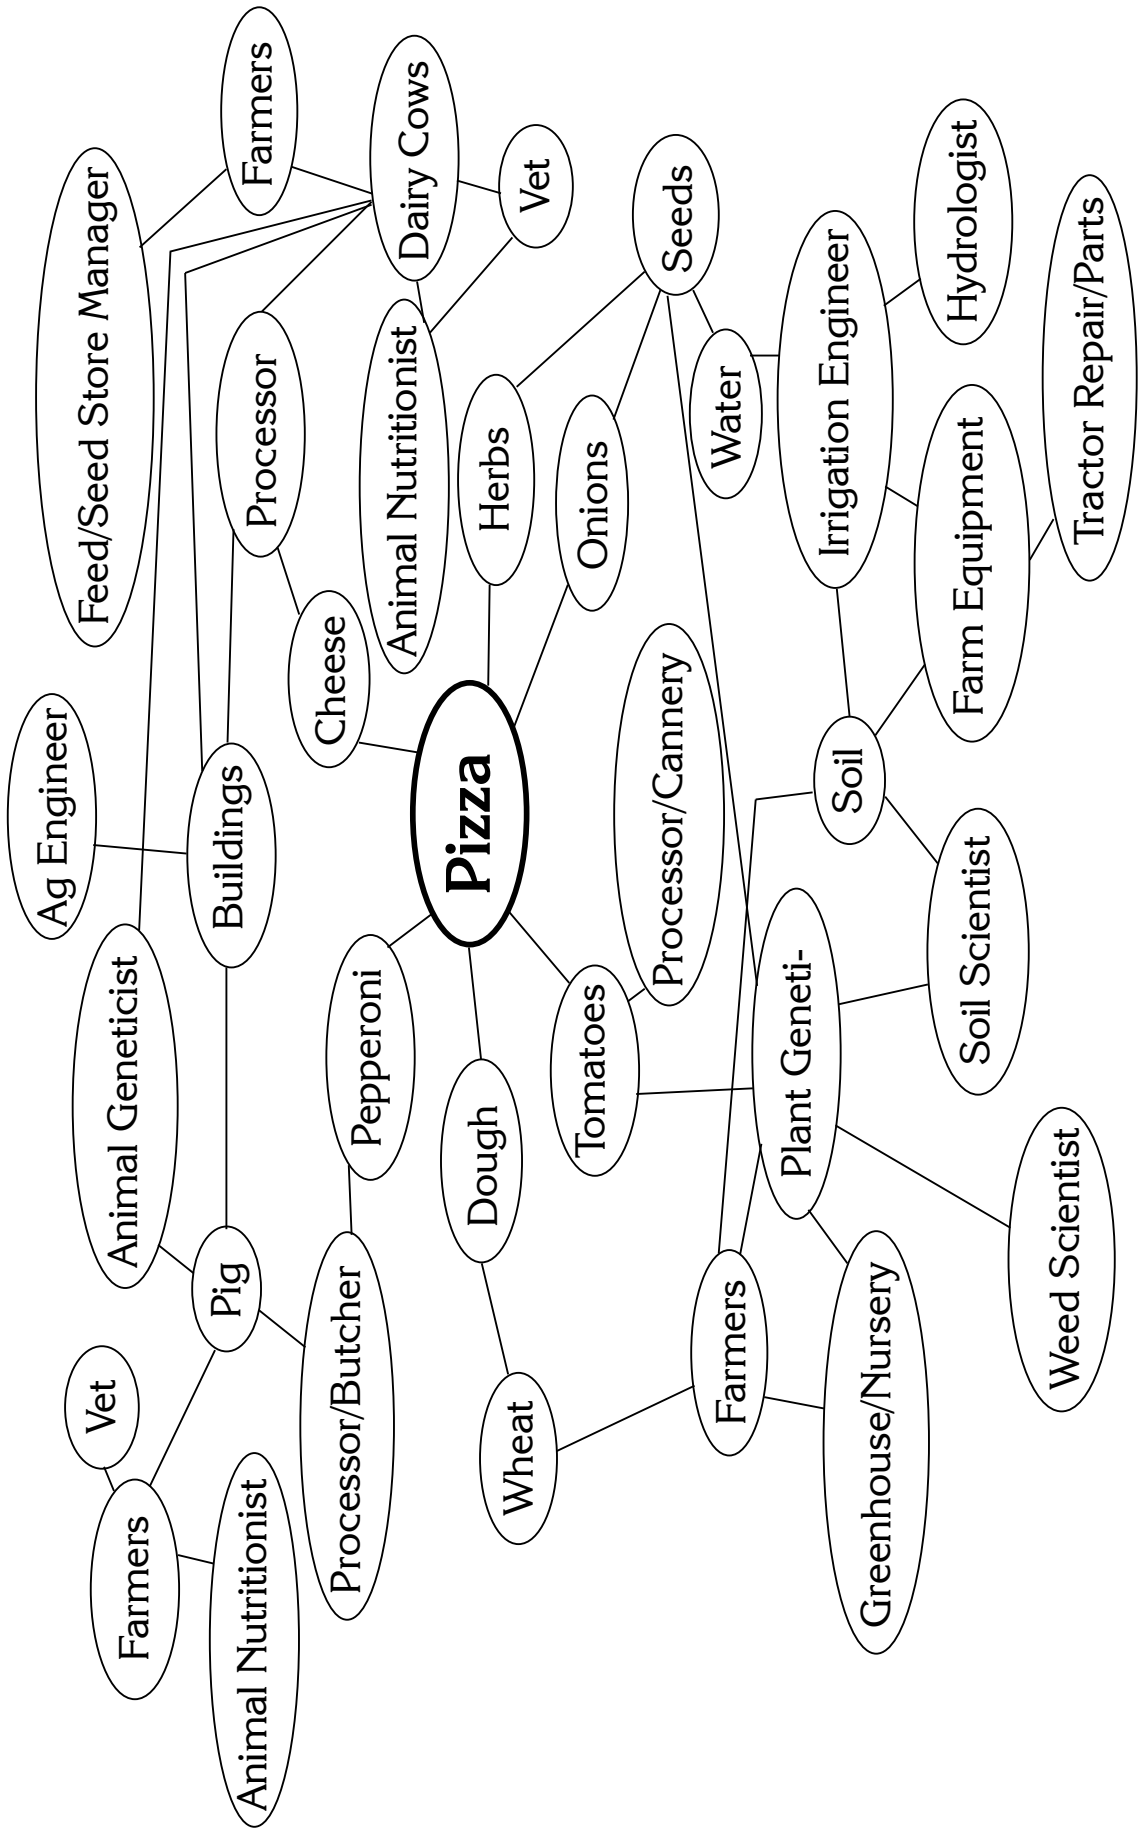 Vet
Farmers
Animal Nutritionist
Pig
Animal Geneticist
Ag Engineer
Buildings
Feed/Seed Store Manager
Farmers
Processor/Butcher
Pepperoni
Cheese
Processor
Animal Nutritionist
Dairy Cows
Vet
Pizza
Herbs
Onions
Seeds
Wheat
Dough
Tomatoes
Processor/Cannery
Water
Farmers
Plant Geneti-
Soil
Irrigation Engineer
Hydrologist
Greenhouse/Nursery
Weed Scientist
Soil Scientist
Farm Equipment
Tractor Repair/Parts